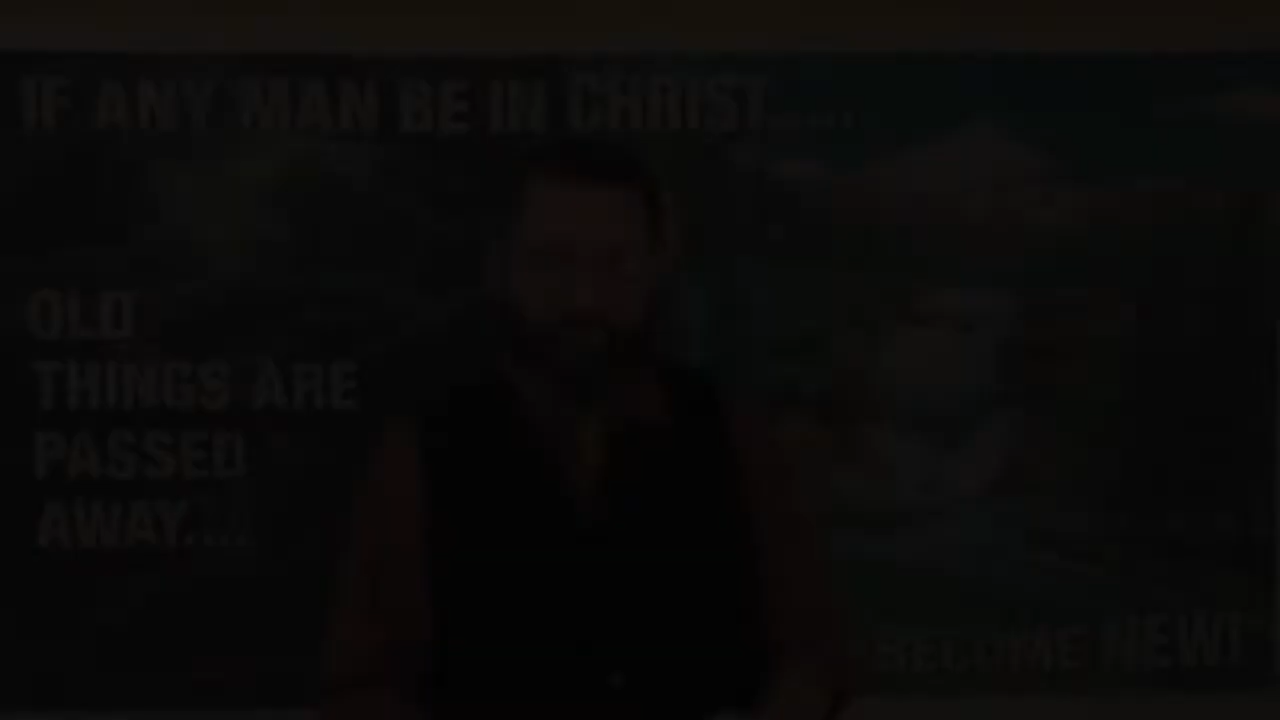 IF ANY MAN BE IN CHRIST.....
OLD
THINGS ARE
PASSED
AWAY....
BECOME NEW!